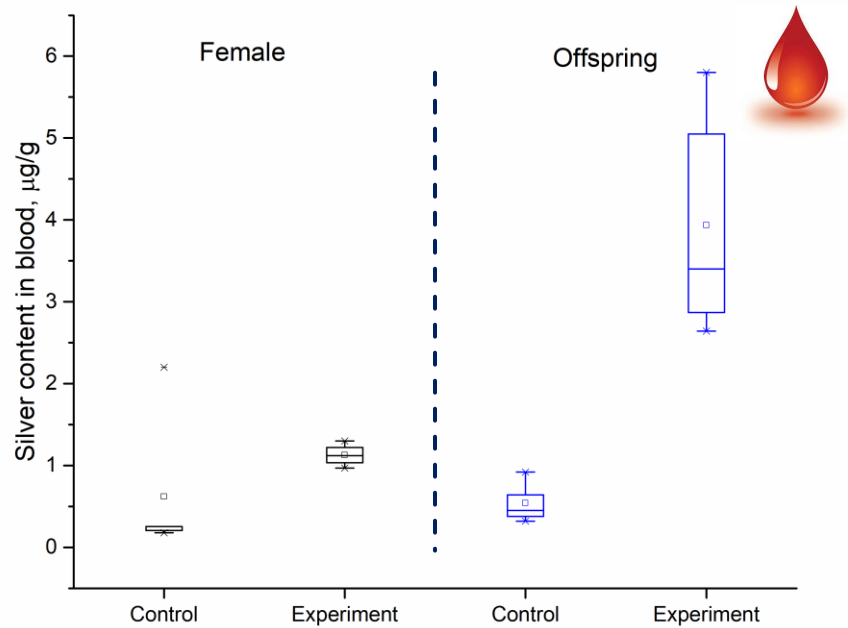 Female
Offspring
Silver content in blood, μg/g
6
5
4
3
2
1
0
Control
Experiment
Control
Experiment